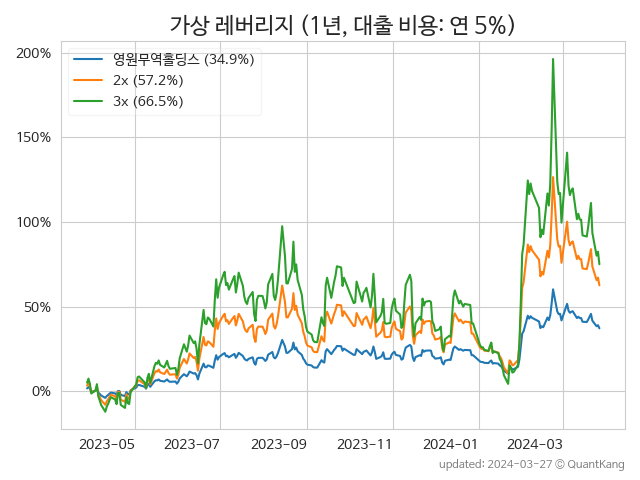 가상 레버리지 (1년, 대출 비용: 연 5%)
영원무역홀딩스 (34.9%)
2x (57.2%)
3x (66.5%)
200%
150%
100%
50%
0%
2023-05 2023-07 2023-09 2023-11 2024-01 2024-03
updated: 2024-03-27 © QuantKang